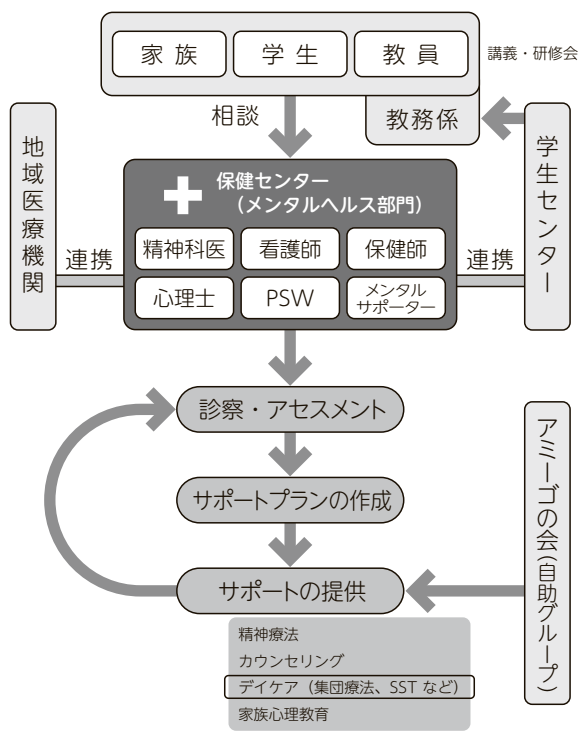 家族
学生
教員
講義・研修会
相談
教務係
地域医療機関
学生センター
保健センター
（メンタルヘルス部門）
連携
精神科医
看護師
保健師
連携
心理士
PSW
メンタル
サポーター
診察・アセスメント
サポートプランの作成
サポートの提供
アミーゴの会(自助グループ)
精神療法
カウンセリング
デイケア（集団療法、SST など）
家族心理教育